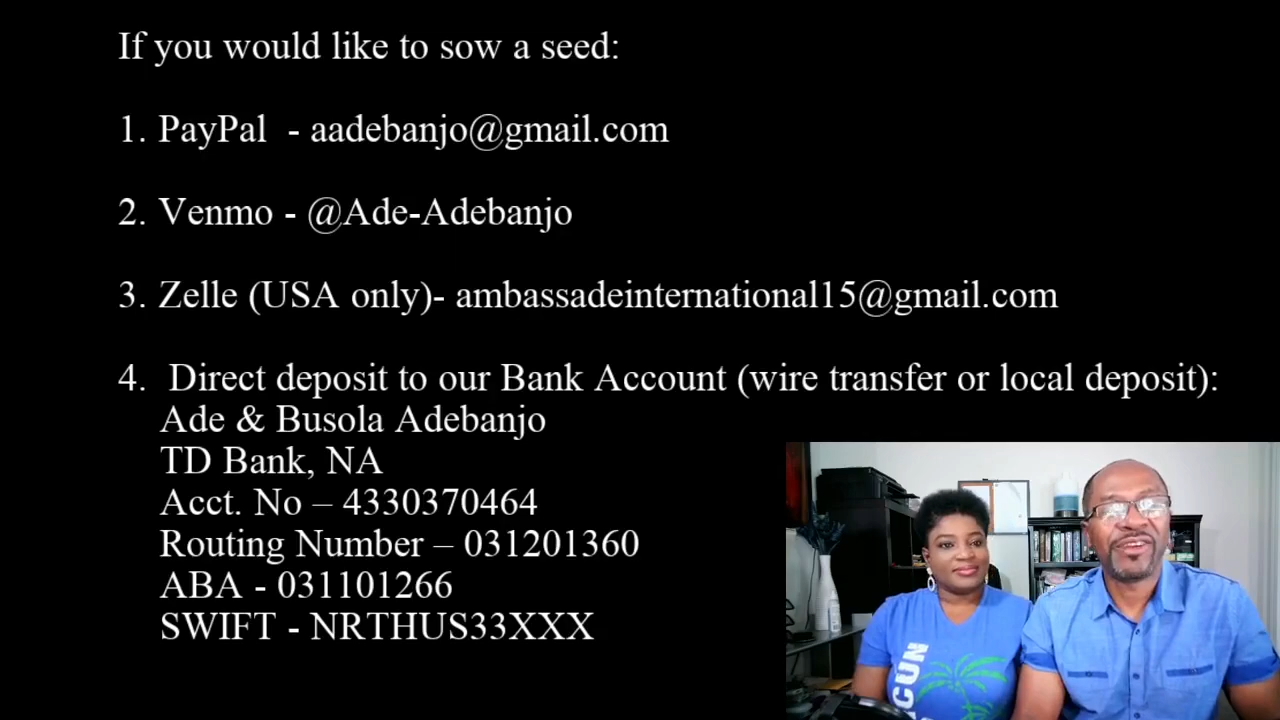 If you would like to sow a seed:
1. PayPal - aadebanjo@gmail.com
2. Venmo - @Ade-Adebanjo
3. Zelle (USA only)- ambassadeinternational15@gmail.com
4. Direct deposit to our Bank Account (wire transfer or local deposit):
Ade & Busola Adebanjo
TD Bank, NA
Acct. No – 4330370464
Routing Number – 031201360
ABA - 031101266
SWIFT - NRTHUS33XXX
CUN